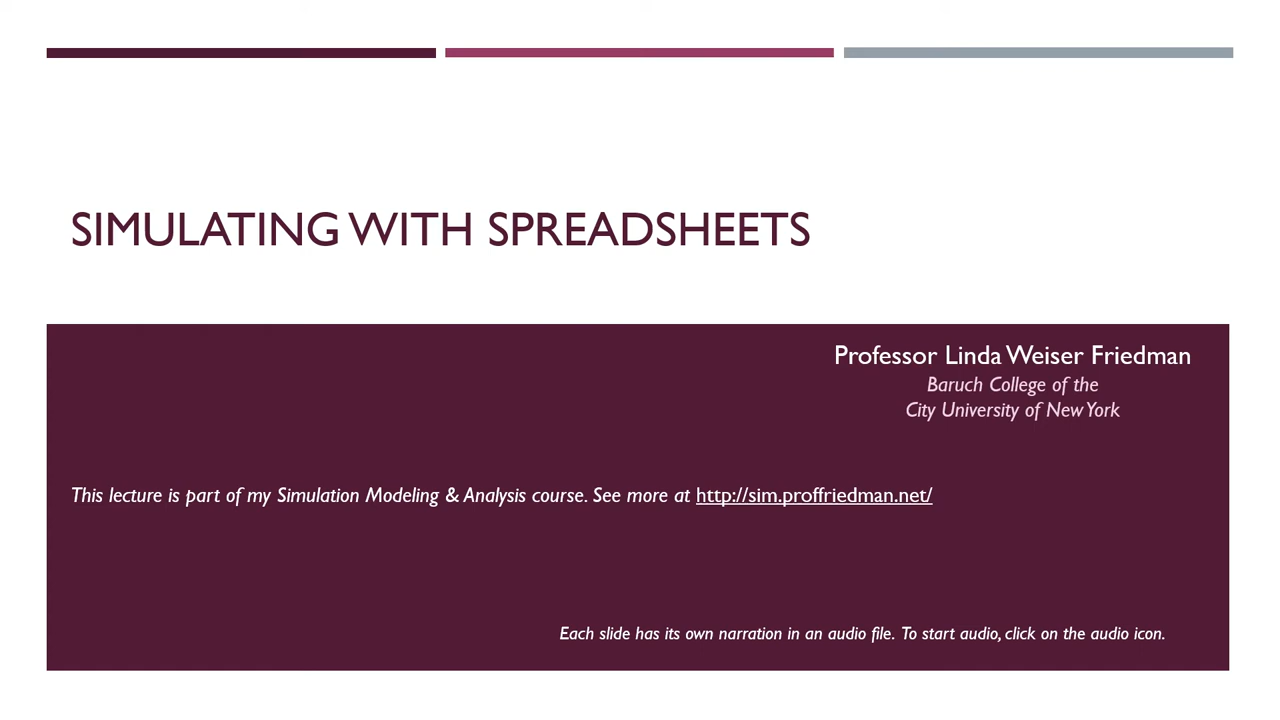 SIMULATING WITH SPREADSHEETS
Professor Linda Weiser Friedman
Baruch College of the
City University of New York
This lecture is part of my Simulation Modeling & Analysis course. See more at http://sim.proffriedman.net/
Each slide has its own narration in an audio file. To start audio, click on the audio icon.